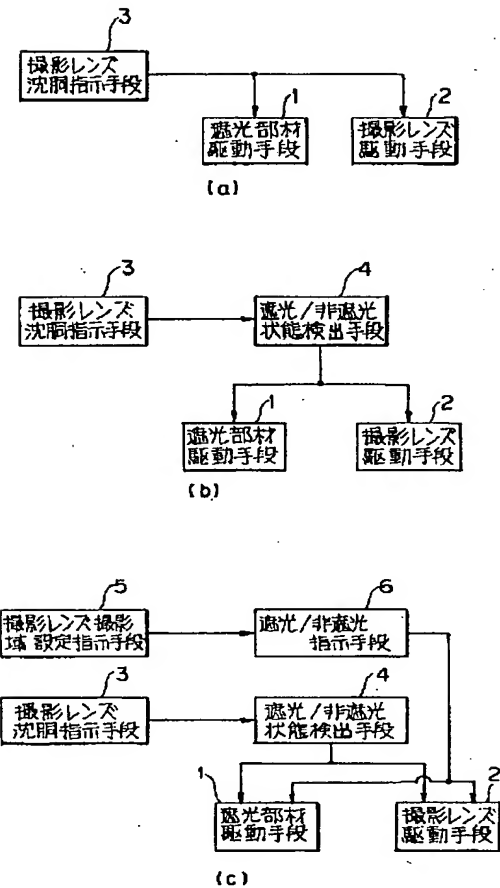 3
撮影レンズ
沈胴指示手段
1
遮光部材
駆動手段
2
撮影レンズ
駆動手段
(a)
3
撮影レンズ
沈胴指示手段
4
遮光/非遮光
状態検出手段
1
遮光部材
駆動手段
2
撮影レンズ
駆動手段
(b)
5
撮影レンズ撮影
域設定指示手段
6
遮光/非遮光
指示手段
3
撮影レンズ
沈胴指示手段
4
遮光/非遮光
状態検出手段
1
遮光部材
駆動手段
2
撮影レンズ
駆動手段
(c)